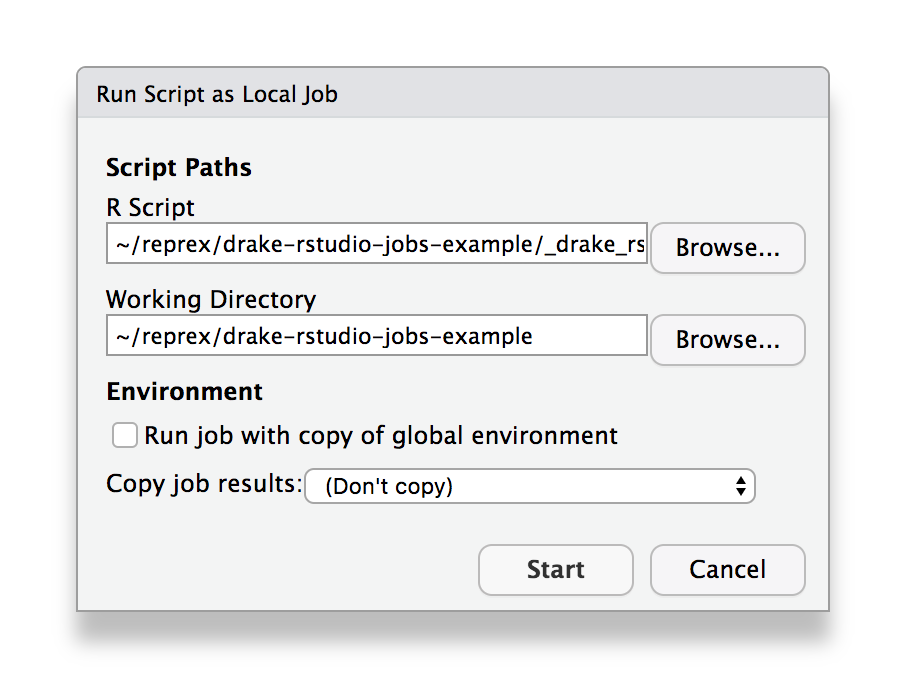 Run Script as Local Job
Script Paths
R Script
~/reprex/drake-rstudio-jobs-example/_drake_rs
Browse...
Working Directory
~/reprex/drake-rstudio-jobs-example
Browse...
Environment
Run job with copy of global environment
Copy job results: (Don't copy)
Start Cancel